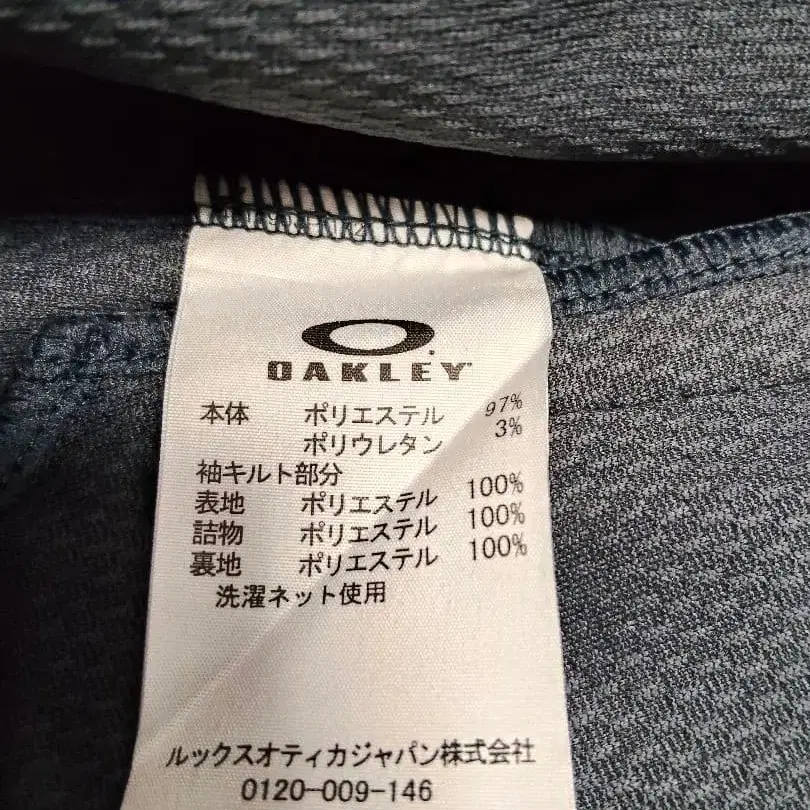 OAKLEY
本体 ポリエステル 97%
ポリウレタン 3%
袖キルト部分
表地 ポリエステル 100%
詰物 ポリエステル 100%
裏地 ポリエステル 100%
洗濯ネット使用
ルックスオティカジャパン株式会社
0120-009-146